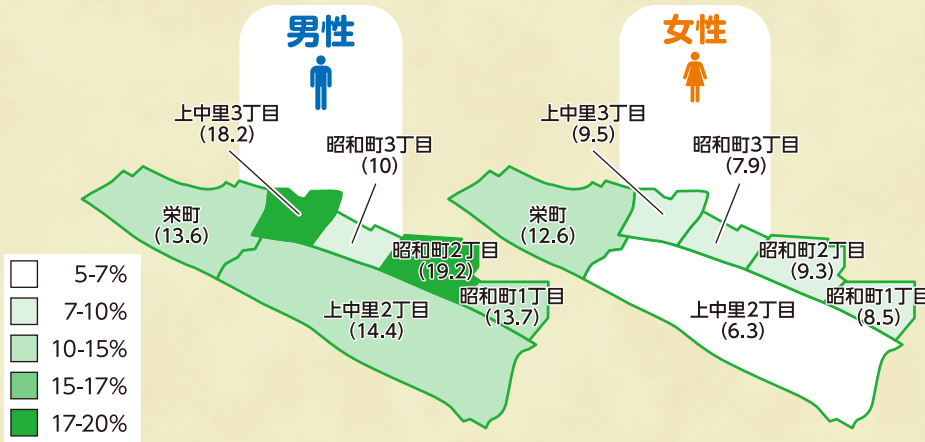 男性
上中里3丁目
(18.2)
昭和町3丁目
(10)
栄町
(13.6)
昭和町2丁目
(19.2)
昭和町1丁目
(13.7)
上中里2丁目
(14.4)
女性
上中里3丁目
(9.5)
昭和町3丁目
(7.9)
栄町
(12.6)
昭和町2丁目
(9.3)
昭和町1丁目
(8.5)
上中里2丁目
(6.3)
5-7%
7-10%
10-15%
15-17%
17-20%